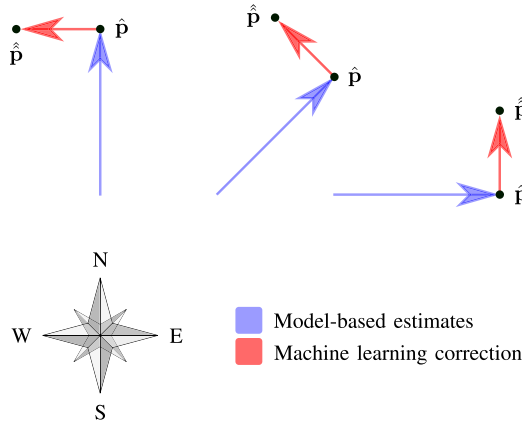 p̂
p̂̂
p̂̂
p̂
p̂̂
p̂
N
W
E
S
Model-based estimates
Machine learning correction